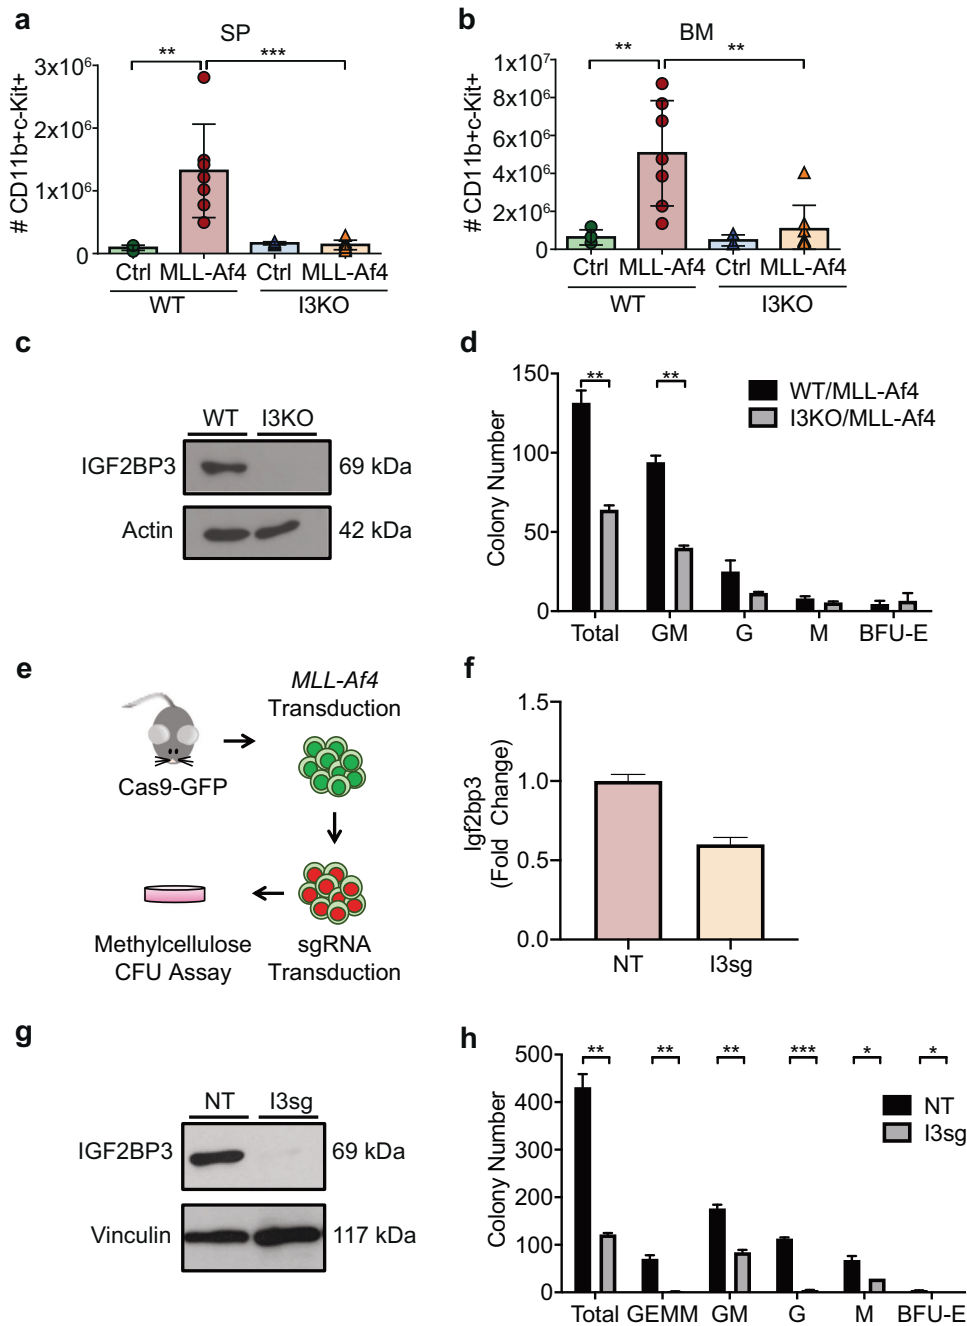 a
SP
** ***
3x10⁶
2x10⁶
1x10⁶
0
# CD11b+c-Kit+
Ctrl MLL-Af4 Ctrl MLL-Af4
WT I3KO
b
BM
** **
1x10⁷
8x10⁶
6x10⁶
4x10⁶
2x10⁶
0
# CD11b+c-Kit+
Ctrl MLL-Af4 Ctrl MLL-Af4
WT I3KO
c
WT I3KO
IGF2BP3 69 kDa
Actin 42 kDa
d
** **
WT/MLL-Af4
I3KO/MLL-Af4
150
100
50
0
Colony Number
Total GM G M BFU-E
e
MLL-Af4
Transduction
Cas9-GFP
Methylcellulose
CFU Assay
sgRNA
Transduction
f
1.5
1.0
0.5
0.0
Igf2bp3
(Fold Change)
NT I3sg
g
NT I3sg
IGF2BP3 69 kDa
Vinculin 117 kDa
h
** ** ** *** * *
NT
I3sg
500
400
300
200
100
0
Colony Number
Total GEMM GM G M BFU-E